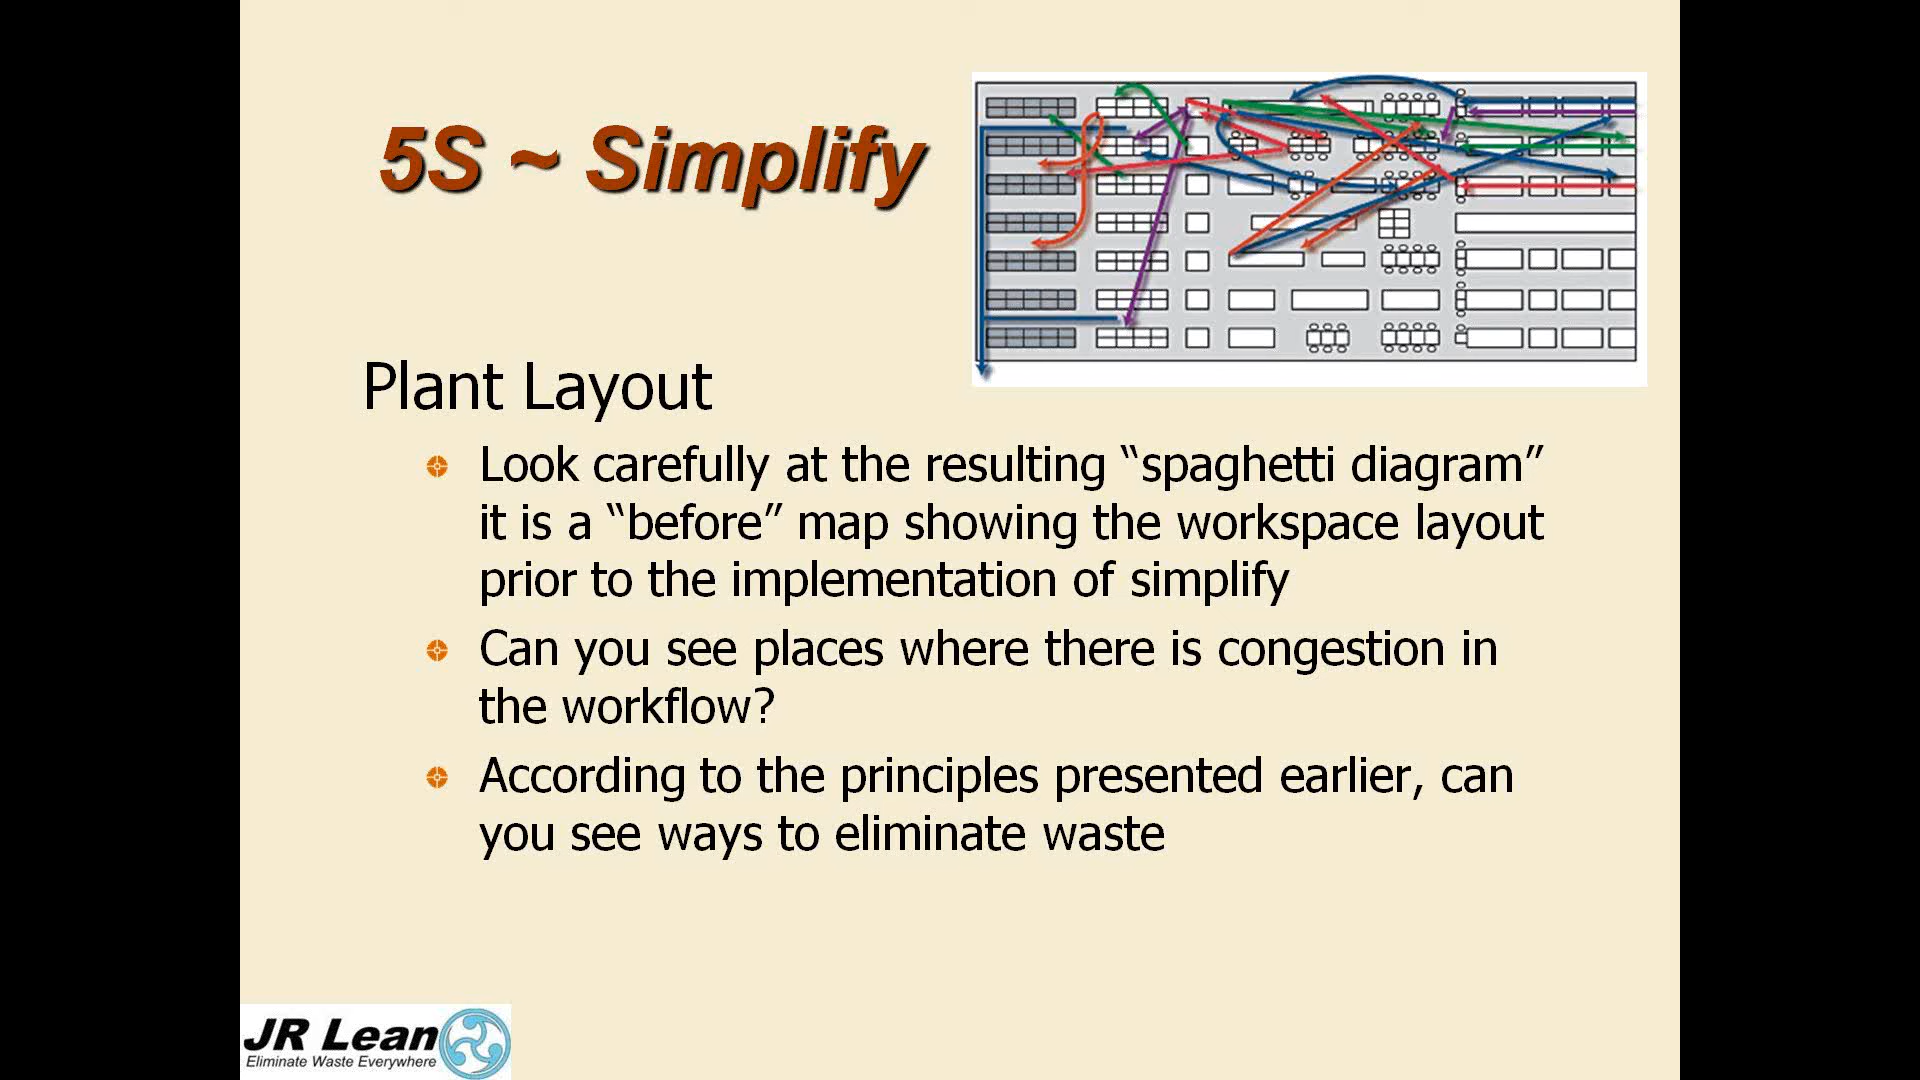 5S ~ Simplify
Plant Layout
Look carefully at the resulting “spaghetti diagram”
it is a “before” map showing the workspace layout
prior to the implementation of simplify
Can you see places where there is congestion in
the workflow?
According to the principles presented earlier, can
you see ways to eliminate waste
JR Lean
Eliminate Waste Everywhere